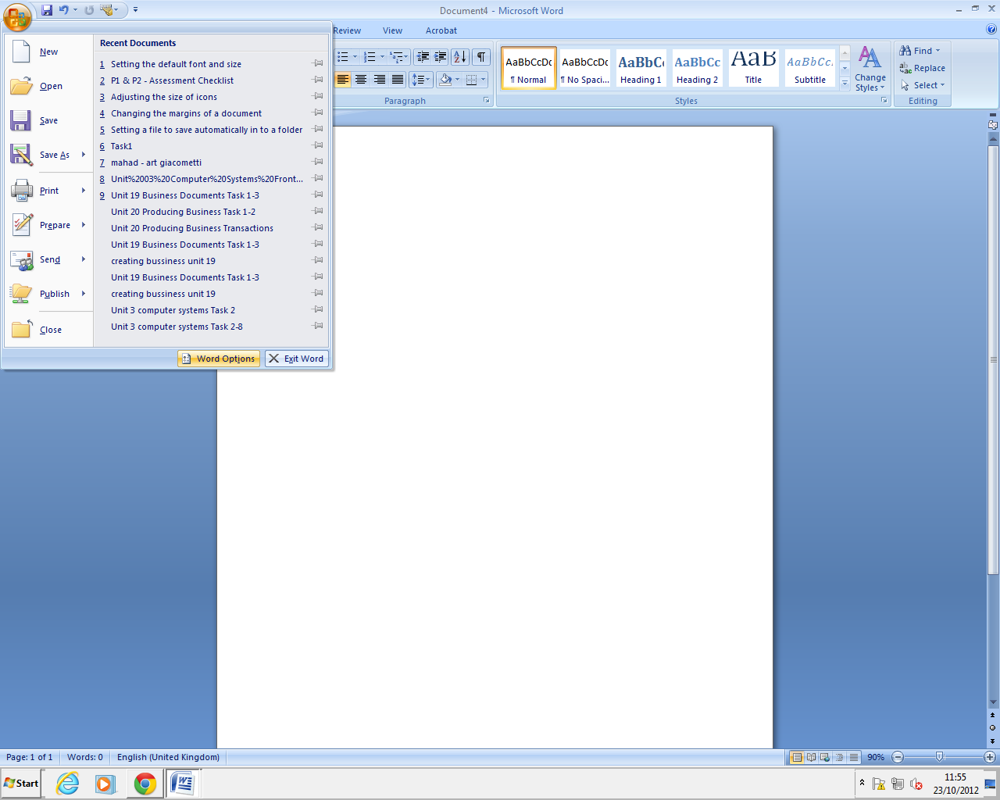 Document4 - Microsoft Word
Review View Acrobat
New
Open
Save
Save As
Print
Prepare
Send
Publish
Close
Recent Documents
1 Setting the default font and size
2 P1 & P2 - Assessment Checklist
3 Adjusting the size of icons
4 Changing the margins of a document
5 Setting a file to save automatically in to a folder
6 Task1
7 mahad - art giacometti
8 Unit%2003%20Computer%20Systems%20Front...
9 Unit 19 Business Documents Task 1-3
Unit 20 Producing Business Task 1-2
Unit 20 Producing Business Transactions
Unit 19 Business Documents Task 1-3
creating bussiness unit 19
Unit 19 Business Documents Task 1-3
creating bussiness unit 19
Unit 3 computer systems Task 2
Unit 3 computer systems Task 2-8
Word Options Exit Word
Paragraph
AaBbCcDc AaBbCcDc AaBbCc AaBbCc AaB AaBbCc.
¶ Normal ¶ No Spaci... Heading 1 Heading 2 Title Subtitle
Change Styles
Styles
Find
Replace
Select
Editing
Page: 1 of 1 Words: 0 English (United Kingdom) 90%
Start
11:55
23/10/2012